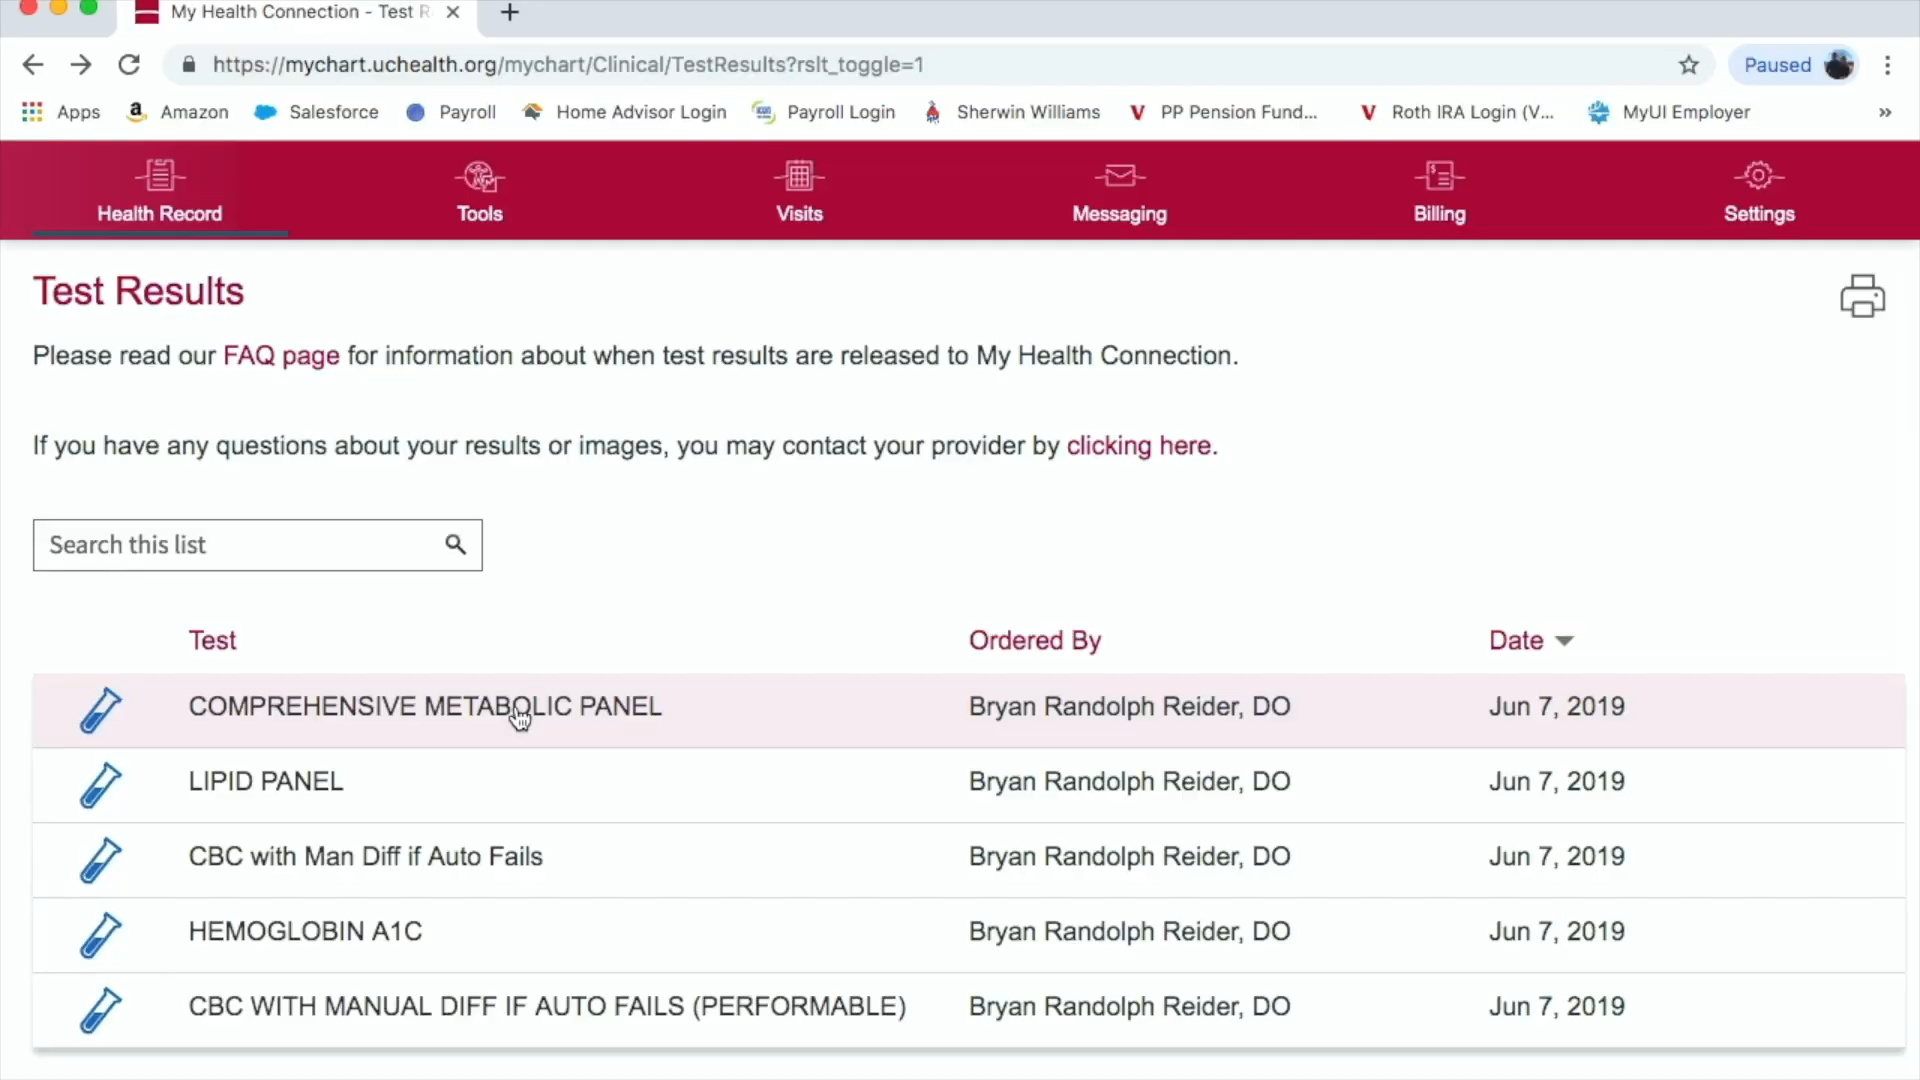 My Health Connection - Test R
https://mychart.uchealth.org/mychart/Clinical/TestResults?rslt_toggle=1
Paused
Apps Amazon Salesforce Payroll Home Advisor Login Payroll Login Sherwin Williams PP Pension Fund... Roth IRA Login (V... MyUI Employer »
Health Record Tools Visits Messaging Billing Settings
Test Results
Please read our FAQ page for information about when test results are released to My Health Connection.
If you have any questions about your results or images, you may contact your provider by clicking here.
Search this list
Test Ordered By Date
COMPREHENSIVE METABOLIC PANEL Bryan Randolph Reider, DO Jun 7, 2019
LIPID PANEL Bryan Randolph Reider, DO Jun 7, 2019
CBC with Man Diff if Auto Fails Bryan Randolph Reider, DO Jun 7, 2019
HEMOGLOBIN A1C Bryan Randolph Reider, DO Jun 7, 2019
CBC WITH MANUAL DIFF IF AUTO FAILS (PERFORMABLE) Bryan Randolph Reider, DO Jun 7, 2019